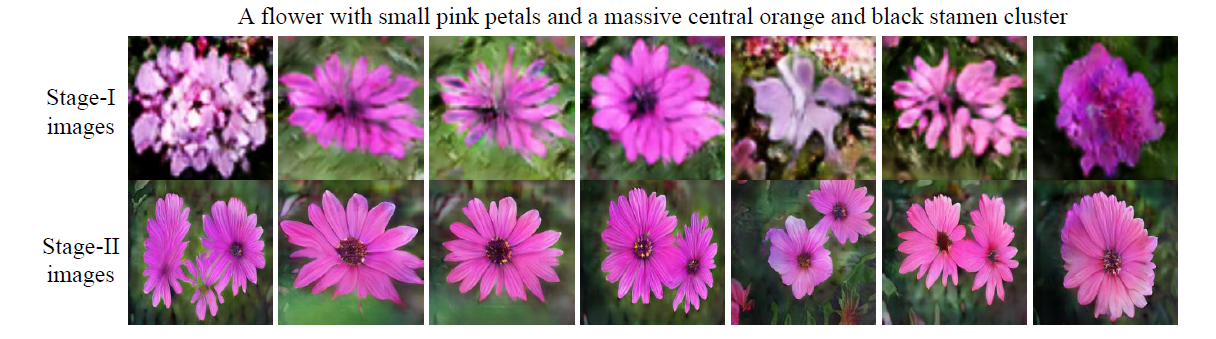 A flower with small pink petals and a massive central orange and black stamen cluster
Stage-I
images
Stage-II
images